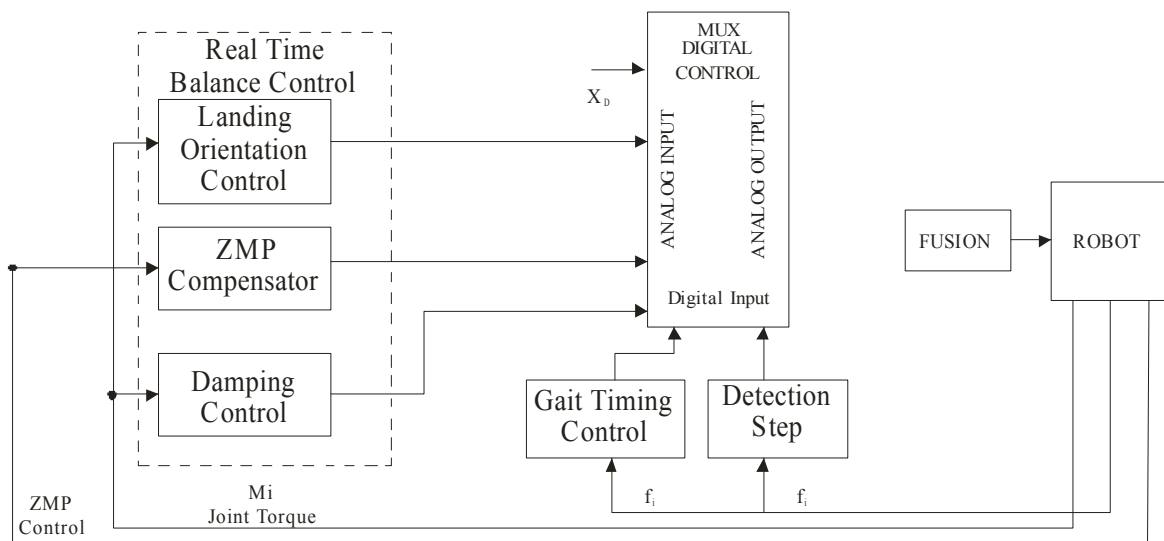 Real Time
Balance Control
Landing
Orientation
Control
ZMP
Compensator
Damping
Control
X_D
MUX
DIGITAL
CONTROL
ANALOG INPUT
ANALOG OUTPUT
Digital Input
Gait Timing
Control
Detection
Step
FUSION
ROBOT
f_i
f_i
Mi
Joint Torque
ZMP
Control